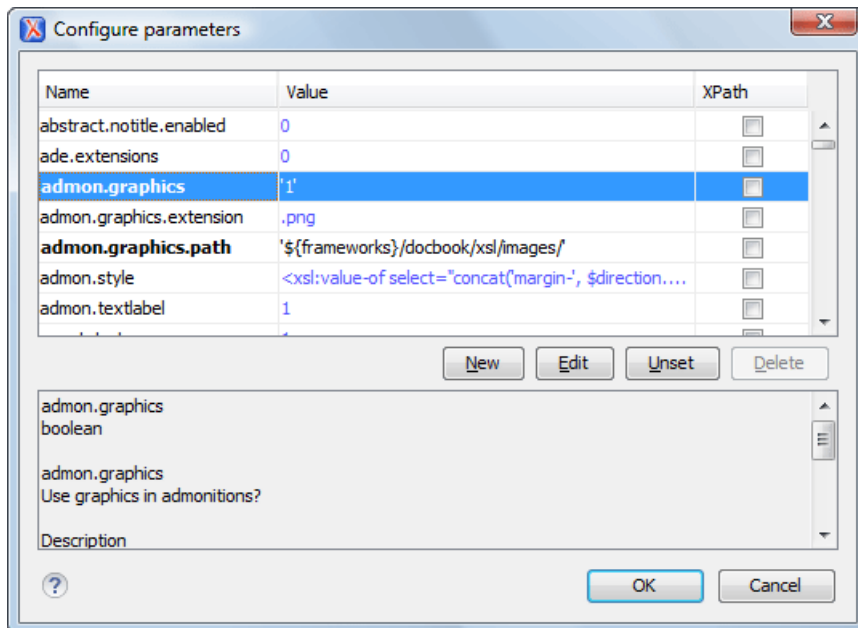 Configure parameters
Name Value XPath
abstract.notitle.enabled 0
ade.extensions 0
admon.graphics '1'
admon.graphics.extension .png
admon.graphics.path '${frameworks}/docbook/xsl/images/'
admon.style <xsl:value-of select="concat('margin-', $direction....
admon.textlabel 1
New Edit Unset Delete
admon.graphics
boolean
admon.graphics
Use graphics in admonitions?
Description
? OK Cancel